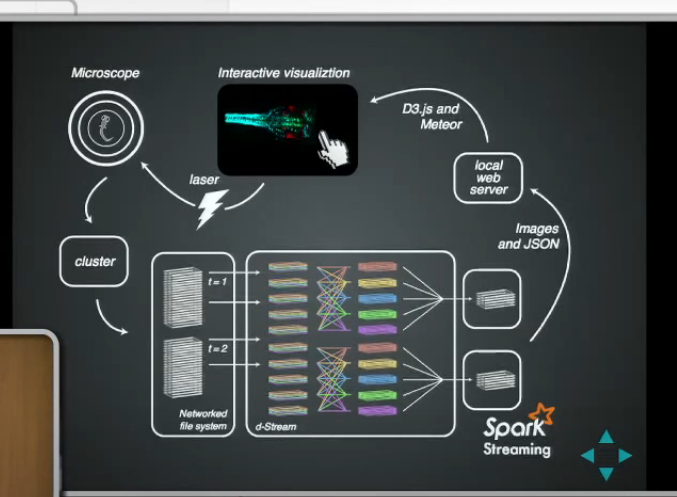 Microscope
Interactive visualiztion
D3.js and
Meteor
laser
local
web
server
Images
and JSON
cluster
t = 1
t = 2
Networked
file system
d-Stream
Spark
Streaming